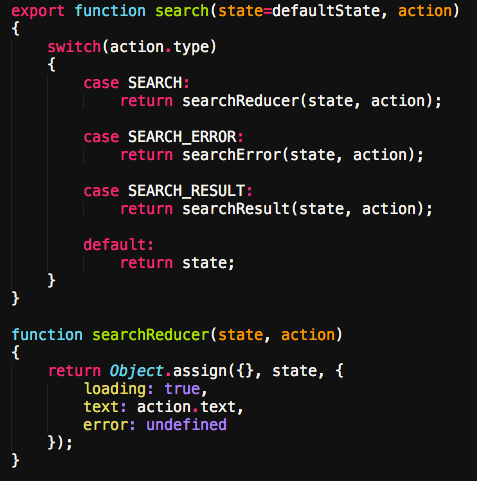 export function search(state=defaultState, action)
{
    switch(action.type)
    {
        case SEARCH:
            return searchReducer(state, action);

        case SEARCH_ERROR:
            return searchError(state, action);

        case SEARCH_RESULT:
            return searchResult(state, action);

        default:
            return state;
    }
}

function searchReducer(state, action)
{
    return Object.assign({}, state, {
        loading: true,
        text: action.text,
        error: undefined
    });
}